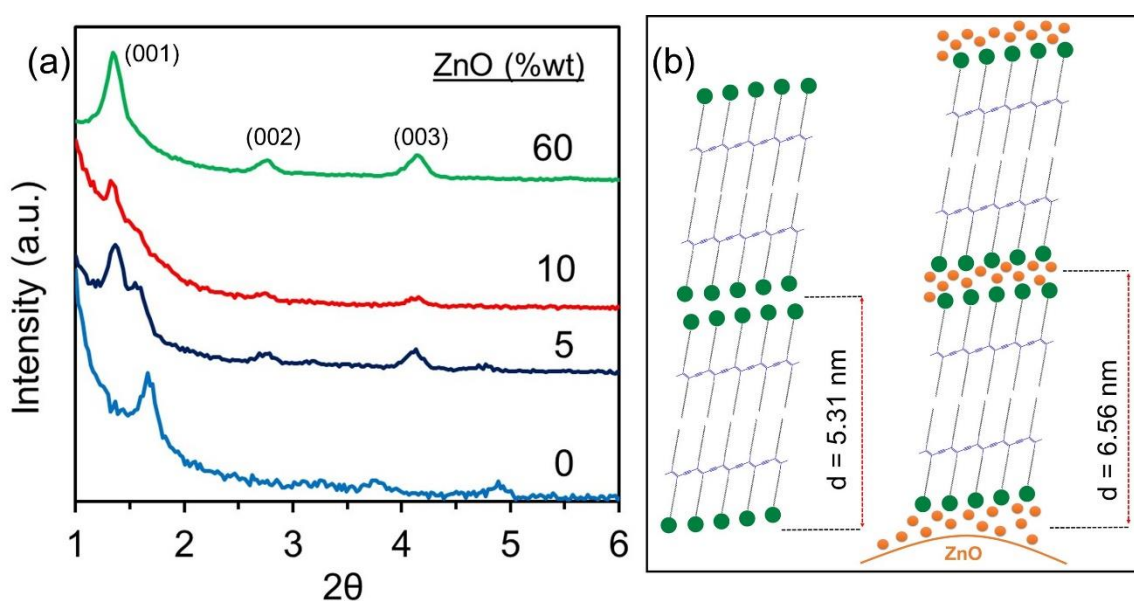 (a)
(001)
ZnO (%wt)
(002)
(003)
60
10
5
0
Intensity (a.u.)
1 2 3 4 5 6
2θ
(b)
d = 5.31 nm
d = 6.56 nm
ZnO